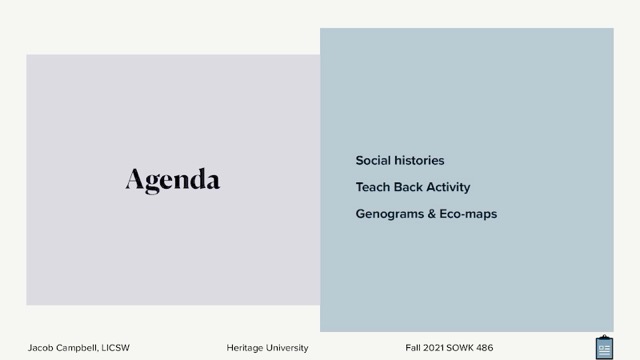 Agenda
Social histories
Teach Back Activity
Genograms & Eco-maps
Jacob Campbell, LICSW
Heritage University
Fall 2021 SOWK 486